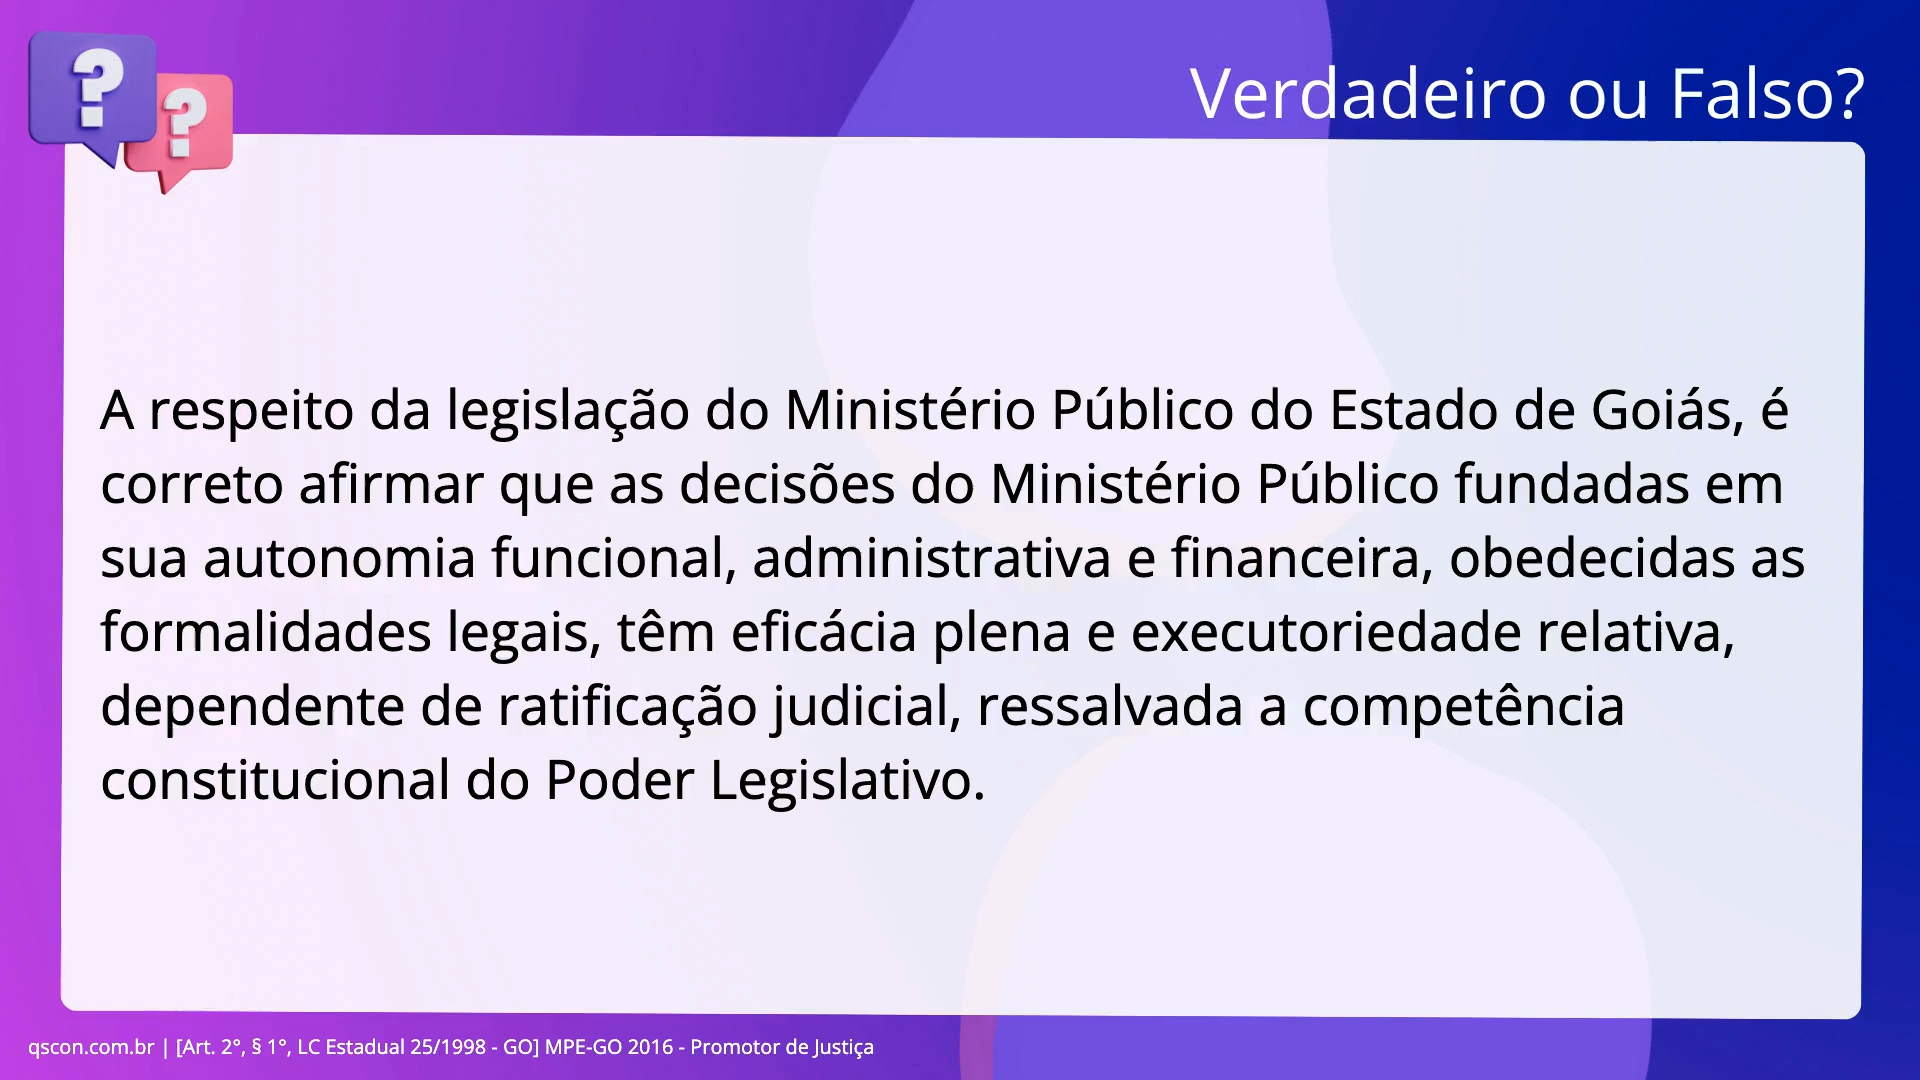 Verdadeiro ou Falso?
A respeito da legislação do Ministério Público do Estado de Goiás, é
correto afirmar que as decisões do Ministério Público fundadas em
sua autonomia funcional, administrativa e financeira, obedecidas as
formalidades legais, têm eficácia plena e executoriedade relativa,
dependente de ratificação judicial, ressalvada a competência
constitucional do Poder Legislativo.
qscon.com.br | [Art. 2°, § 1°, LC Estadual 25/1998 - GO] MPE-GO 2016 - Promotor de Justiça